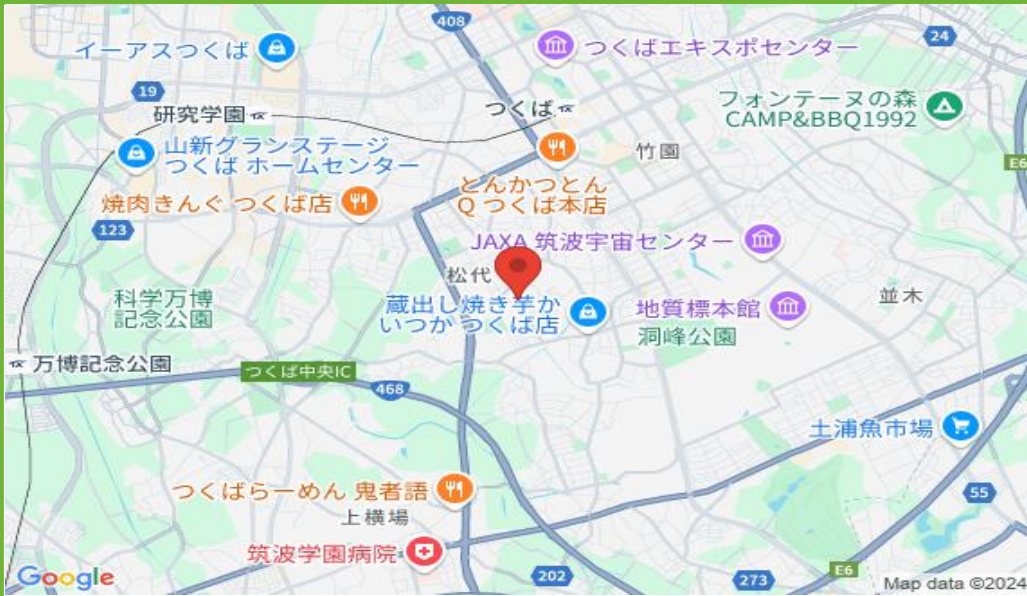 408
イーアスつくば
つくばエキスポセンター
24
19
研究学園
つくば
フォンテーヌの森
CAMP&BBQ1992
山新グランステージ
つくば ホームセンター
竹園
E6
とんかつとん
Q つくば本店
焼肉きんぐ つくば店
123
JAXA 筑波宇宙センター
松代
科学万博
記念公園
蔵出し焼き芋か
いつか つくば店
地質標本館
並木
洞峰公園
万博記念公園
つくば中央IC
468
土浦魚市場
つくばらーめん 鬼者語
55
上横場
筑波学園病院
202
273
E6
Google
Map data ©2024